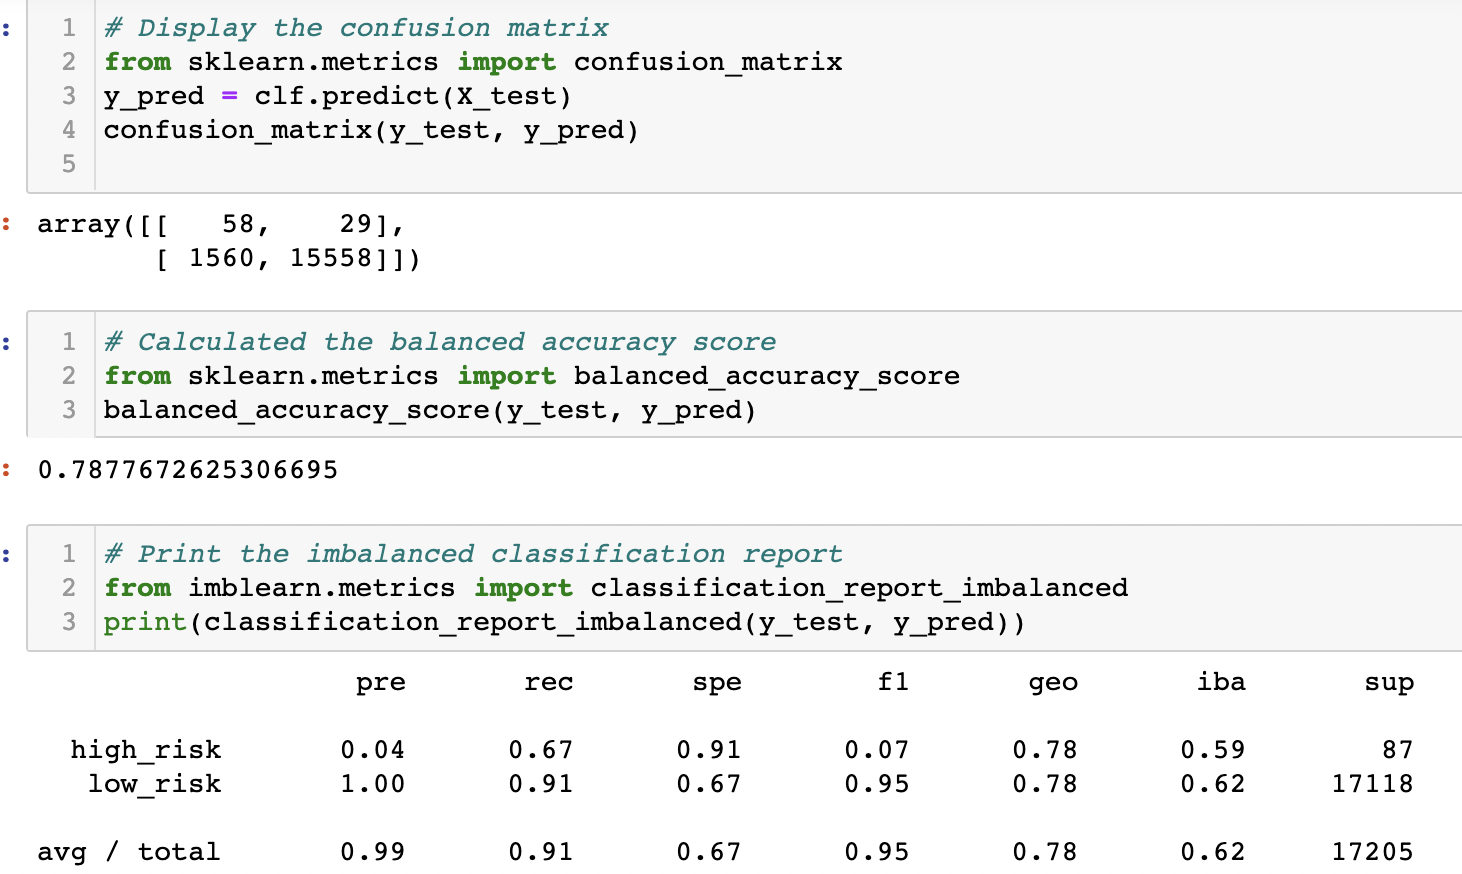 :
1 # Display the confusion matrix
2 from sklearn.metrics import confusion_matrix
3 y_pred = clf.predict(X_test)
4 confusion_matrix(y_test, y_pred)
5
: array([[   58,    29],
       [ 1560, 15558]])
:
1 # Calculated the balanced accuracy score
2 from sklearn.metrics import balanced_accuracy_score
3 balanced_accuracy_score(y_test, y_pred)
: 0.7877672625306695
:
1 # Print the imbalanced classification report
2 from imblearn.metrics import classification_report_imbalanced
3 print(classification_report_imbalanced(y_test, y_pred))
pre rec spe f1 geo iba sup
high_risk 0.04 0.67 0.91 0.07 0.78 0.59 87
low_risk 1.00 0.91 0.67 0.95 0.78 0.62 17118
avg / total 0.99 0.91 0.67 0.95 0.78 0.62 17205